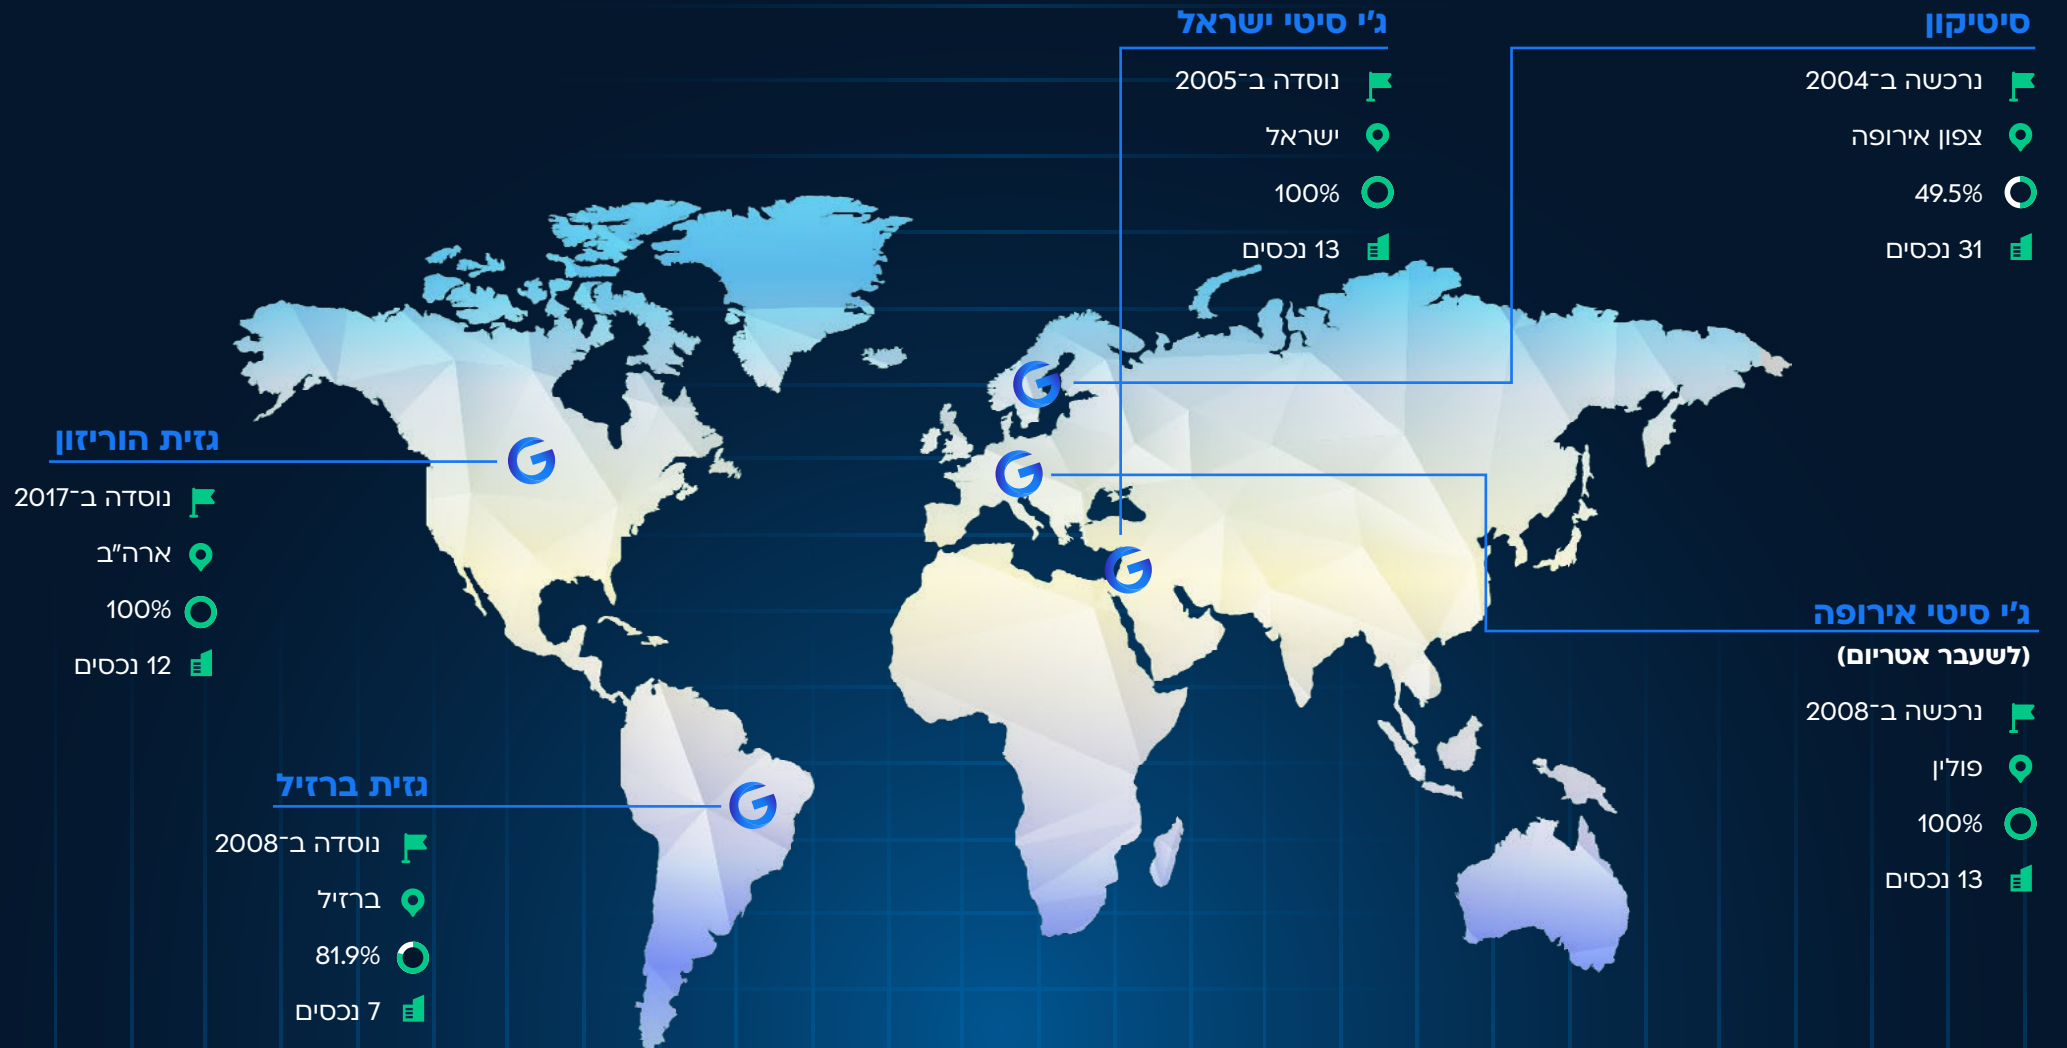 סיטיקון
נרכשה ב־2004
צפון אירופה
49.5%
31 נכסים
ג'י סיטי ישראל
נוסדה ב־2005
ישראל
100%
13 נכסים
גזית הוריזון
נוסדה ב־2017
ארה"ב
100%
12 נכסים
ג'י סיטי אירופה
(לשעבר אטריום)
נרכשה ב־2008
פולין
100%
13 נכסים
גזית ברזיל
נוסדה ב־2008
ברזיל
81.9%
7 נכסים